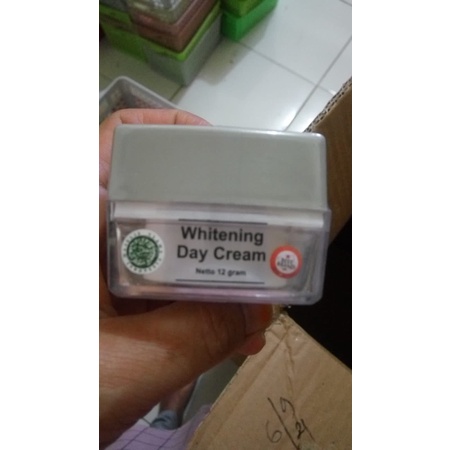 Whitening
Day Cream
Netto 12 gram